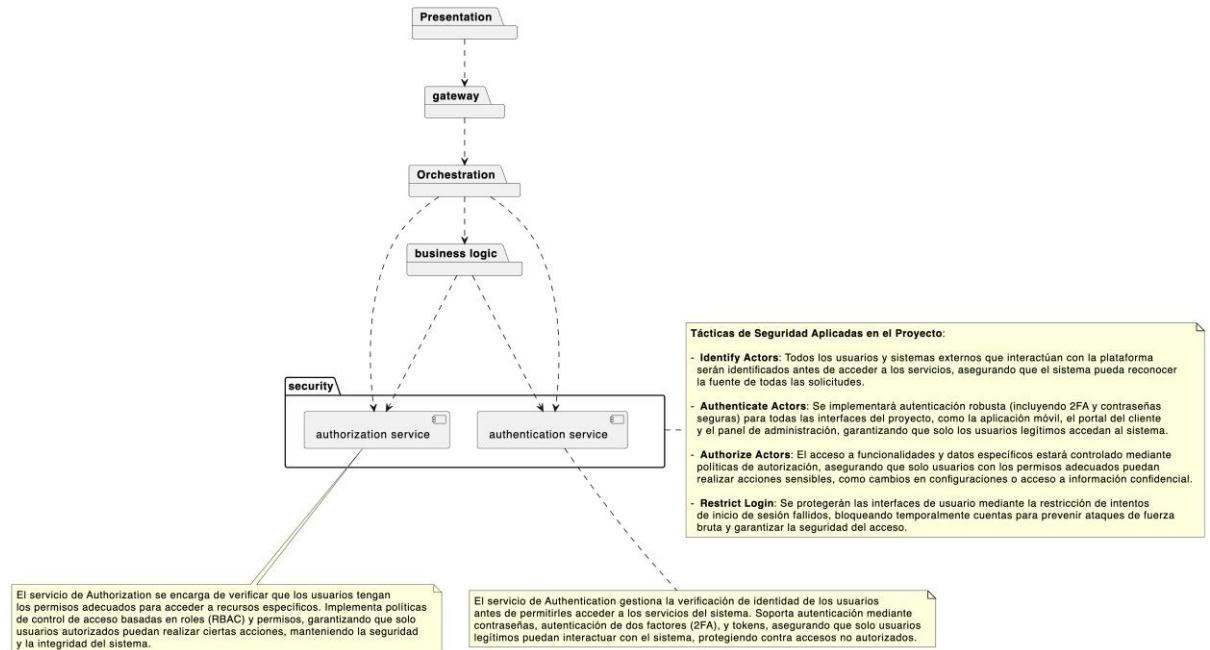 Presentation
gateway
Orchestration
business logic
security
authorization service
authentication service
Tácticas de Seguridad Aplicadas en el Proyecto:
- Identify Actors: Todos los usuarios y sistemas externos que interactúan con la plataforma
serán identificados antes de acceder a los servicios, asegurando que el sistema pueda reconocer
la fuente de todas las solicitudes.
- Authenticate Actors: Se implementará autenticación robusta (incluyendo 2FA y contraseñas
seguras) para todas las interfaces del proyecto, como la aplicación móvil, el portal del cliente
y el panel de administración, garantizando que solo los usuarios legítimos accedan al sistema.
- Authorize Actors: El acceso a funcionalidades y datos específicos estará controlado mediante
políticas de autorización, asegurando que solo usuarios con los permisos adecuados puedan
realizar acciones sensibles, como cambios en configuraciones o acceso a información confidencial.
- Restrict Login: Se protegerán las interfaces de usuario mediante la restricción de intentos
de inicio de sesión fallidos, bloqueando temporalmente cuentas para prevenir ataques de fuerza
bruta y garantizar la seguridad del acceso.
El servicio de Authorization se encarga de verificar que los usuarios tengan
los permisos adecuados para acceder a recursos específicos. Implementa políticas
de control de acceso basadas en roles (RBAC) y permisos, garantizando que solo
usuarios autorizados puedan realizar ciertas acciones, manteniendo la seguridad
y la integridad del sistema.
El servicio de Authentication gestiona la verificación de identidad de los usuarios
antes de permitirles acceder a los servicios del sistema. Soporta autenticación mediante
contraseñas, autenticación de dos factores (2FA), y tokens, asegurando que solo usuarios
legítimos puedan interactuar con el sistema, protegiendo contra accesos no autorizados.